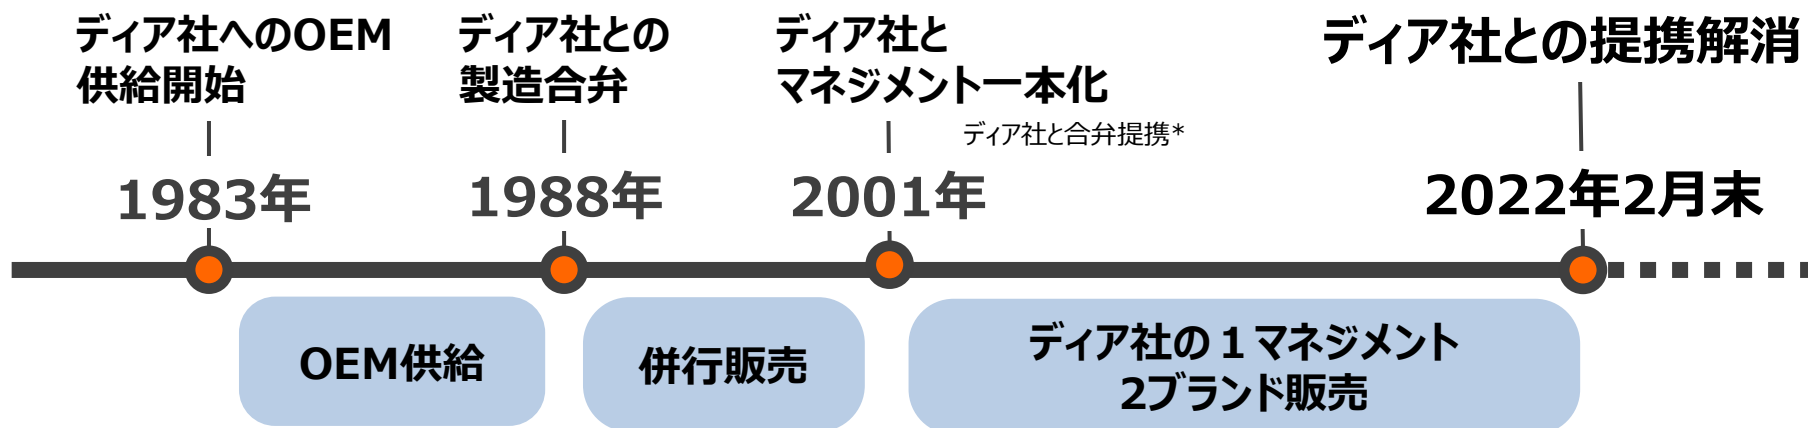 ディア社へのOEM
供給開始
ディア社との
製造合弁
ディア社と
マネジメント一本化
ディア社と合弁提携*
ディア社との提携解消
1983年
1988年
2001年
2022年2月末
OEM供給
併行販売
ディア社の1マネジメント
2ブランド販売